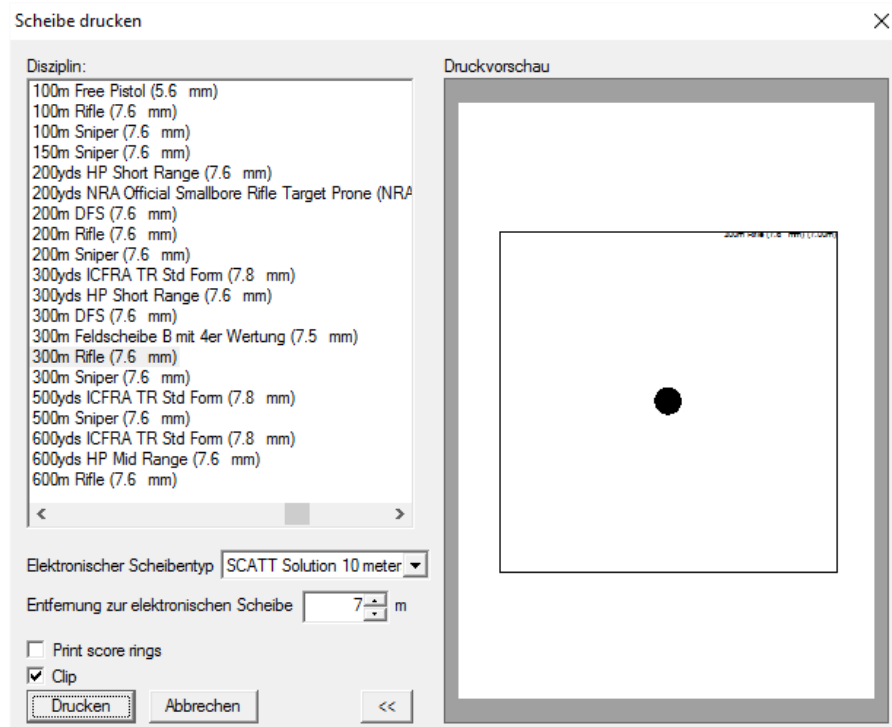 Scheibe drucken
Disziplin:
100m Free Pistol (5.6 mm)
100m Rifle (7.6 mm)
100m Sniper (7.6 mm)
150m Sniper (7.6 mm)
200yds HP Short Range (7.6 mm)
200yds NRA Official Smallbore Rifle Target Prone (NRA
200m DFS (7.6 mm)
200m Rifle (7.6 mm)
200m Sniper (7.6 mm)
300yds ICFRA TR Std Form (7.8 mm)
300yds HP Short Range (7.6 mm)
300m DFS (7.6 mm)
300m Feldscheibe B mit 4er Wertung (7.5 mm)
300m Rifle (7.6 mm)
300m Sniper (7.6 mm)
500yds ICFRA TR Std Form (7.8 mm)
500m Sniper (7.6 mm)
600yds ICFRA TR Std Form (7.8 mm)
600yds HP Mid Range (7.6 mm)
600m Rifle (7.6 mm)
Elektronischer Scheibentyp SCATT Solution 10 meter
Entfernung zur elektronischen Scheibe 7 m
Print score rings
Clip
Drucken Abbrechen <<
Druckvorschau
Rifle (7.6 mm) (7.00m)